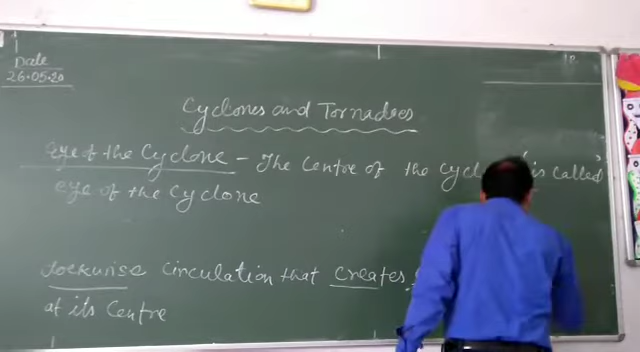 Date
26.05.20
Cyclones and Tornadoes
eye of the Cyclone - The Centre of the cycl is called
eye of the Cyclone
lockwise circulation that creates
at its Centre